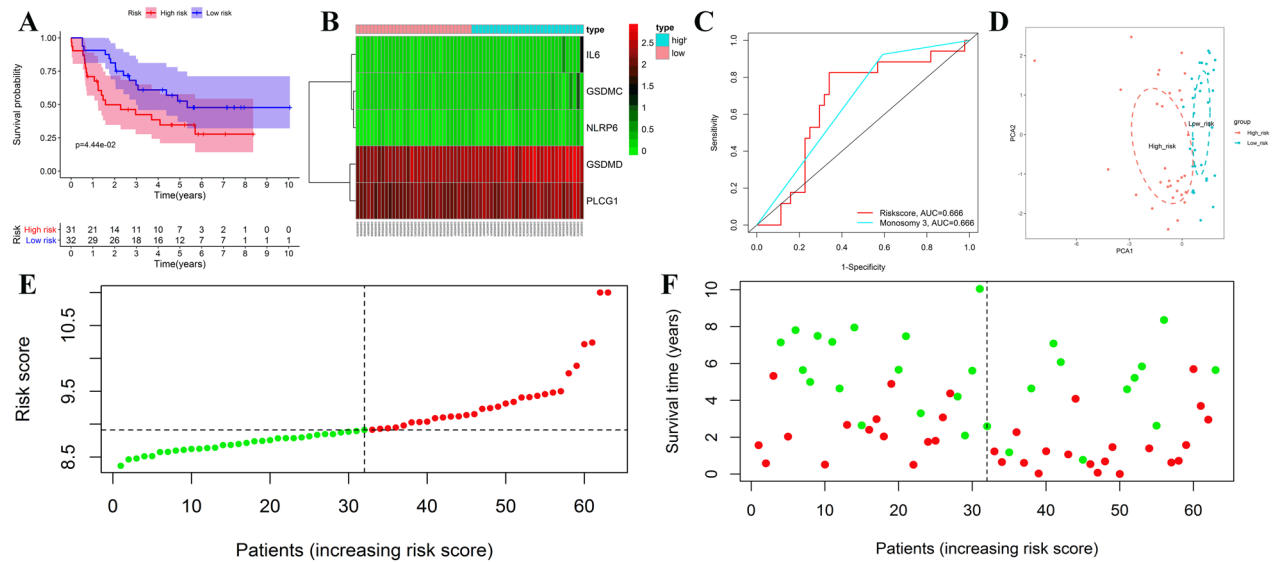 A
Risk High risk Low risk
Survival probability
1.00
0.75
0.50
0.25
0.00
p=4.44e-02
0 1 2 3 4 5 6 7 8 9 10
Time(years)
Risk
High risk 31 21 14 11 10 7 3 2 1 0 0
Low risk 32 29 26 18 16 12 7 7 1 1 1
0 1 2 3 4 5 6 7 8 9 10
Time(years)
B
type
IL6
GSDMC
NLRP6
GSDMD
PLCG1
2.5
2
1.5
1
0.5
0
type
high
low
C
Sensitivity
1.0
0.8
0.6
0.4
0.2
0.0
Riskscore, AUC=0.666
Monosomy 3, AUC=0.666
0.0 0.2 0.4 0.6 0.8 1.0
1-Specificity
D
PCA2
2
1
0
-1
-2
High_risk
Low_risk
-6 -3 0
PCA1
group
High_risk
Low_risk
E
Risk score
10.5
9.5
8.5
0 10 20 30 40 50 60
Patients (increasing risk score)
F
Survival time (years)
10
8
6
4
2
0
0 10 20 30 40 50 60
Patients (increasing risk score)